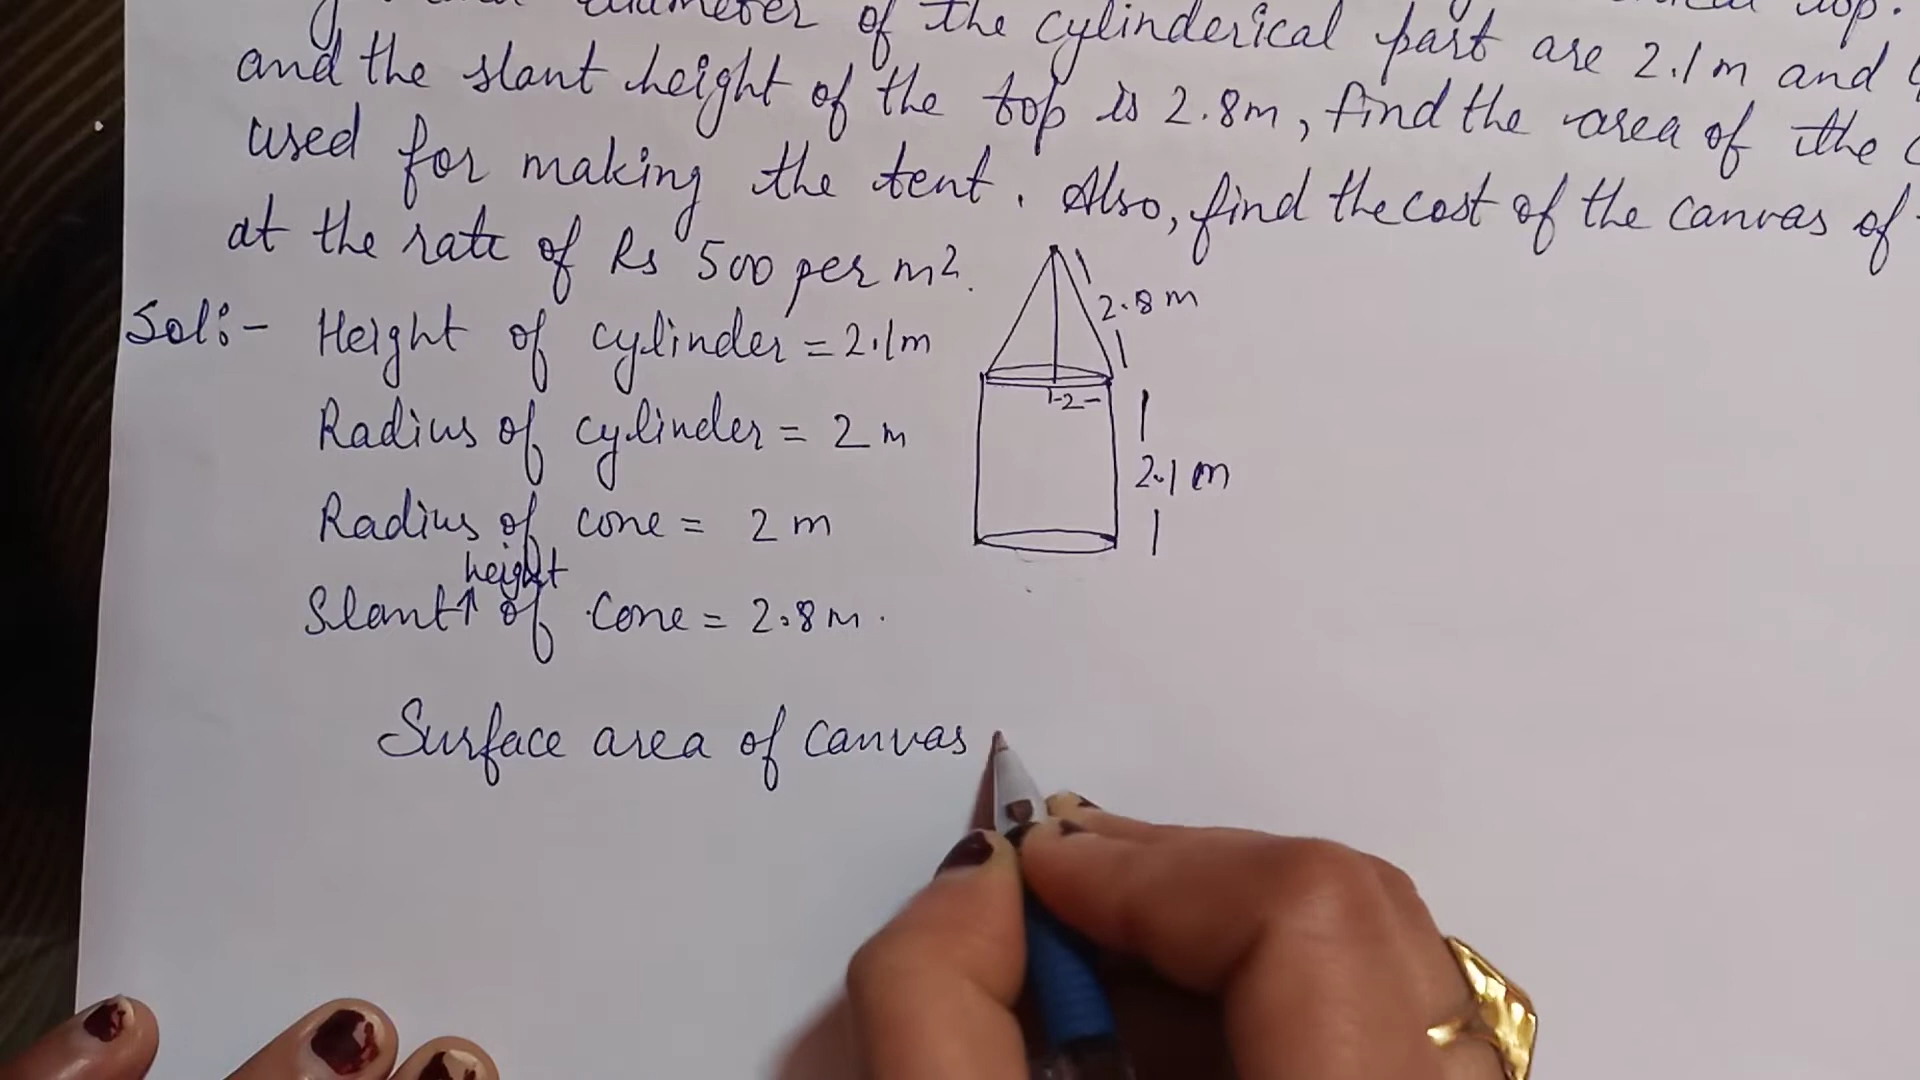 diameter of the cylinderical part are 2.1m and
and the slant height of the top is 2.8m, find the area of the
used for making the tent. Also, find the cost of the canvas of
at the rate of Rs 500 per m².
Sol:- Height of cylinder = 2.1m
Radius of cylinder = 2 m
Radius of cone = 2 m
height
Slant↑ of cone = 2.8m.
Surface area of canvas
2.8 m
2
2.1 m